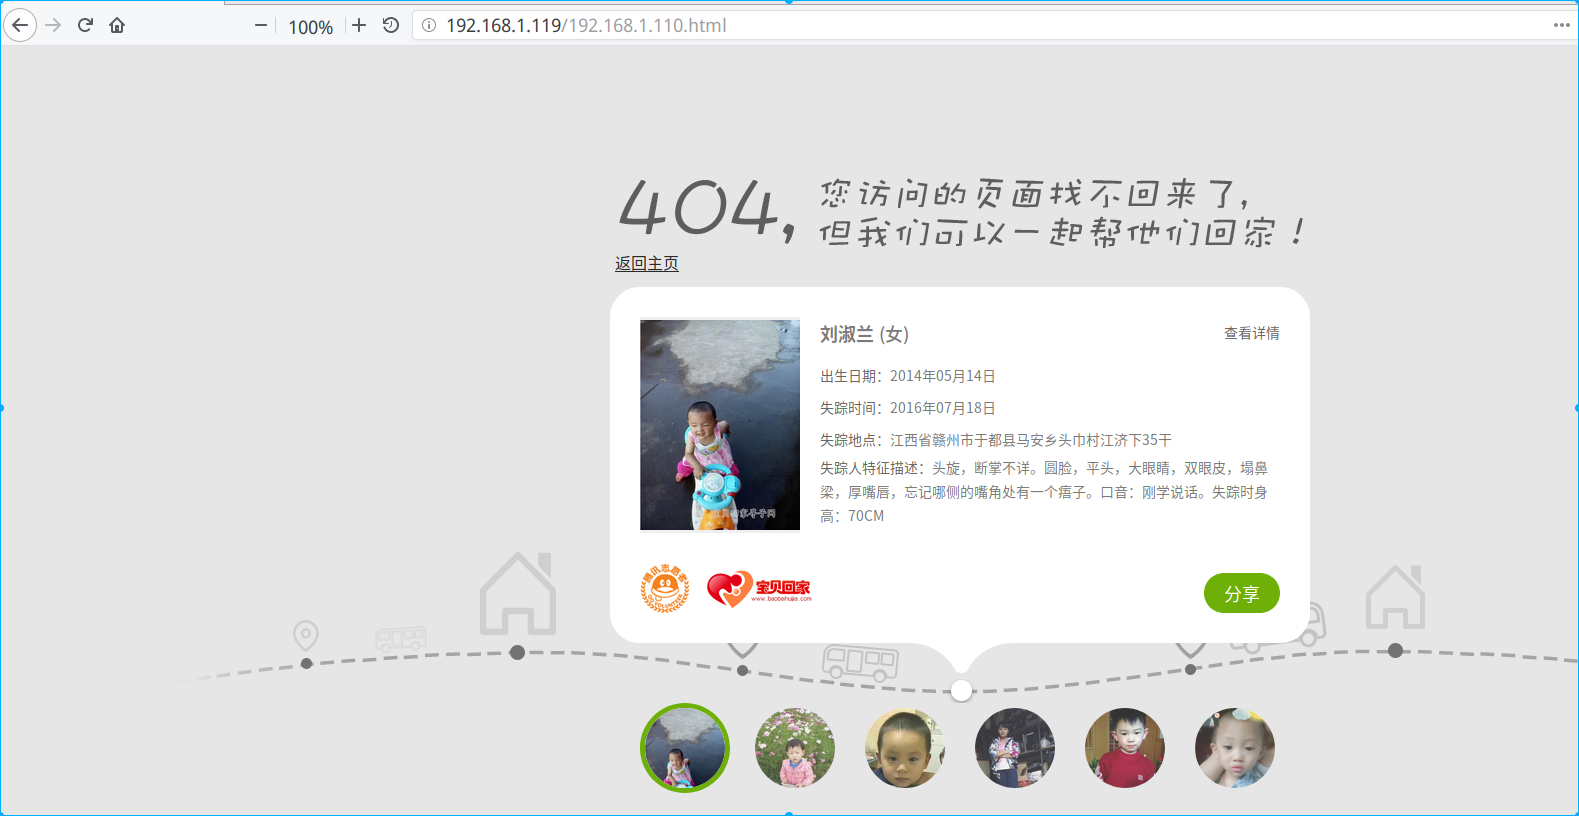 100%
192.168.1.119/192.168.1.110.html
404,
您访问的页面找不回来了，
但我们可以一起帮他们回家！
返回主页
刘淑兰 (女)
查看详情
出生日期：2014年05月14日
失踪时间：2016年07月18日
失踪地点：江西省赣州市于都县马安乡头巾村江济下35干
失踪人特征描述：头旋，断掌不详。圆脸，平头，大眼睛，双眼皮，塌鼻
梁，厚嘴唇，忘记哪侧的嘴角处有一个痦子。口音：刚学说话。失踪时身
高：70CM
腾讯志愿者
QQ VOLUNTEER
宝贝回家
www.baobeihuijia.com
分享